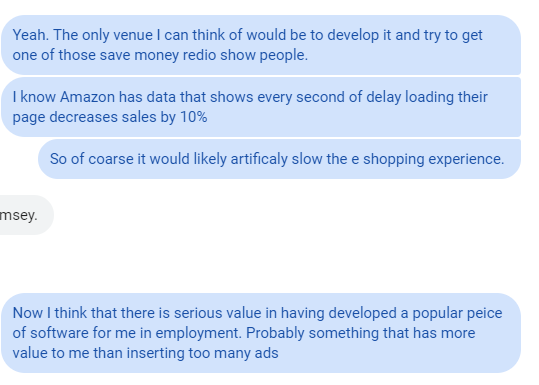 Yeah. The only venue I can think of would be to develop it and try to get
one of those save money redio show people.
I know Amazon has data that shows every second of delay loading their
page decreases sales by 10%
So of coarse it would likely artificaly slow the e shopping experience.
msey.
Now I think that there is serious value in having developed a popular peice
of software for me in employment. Probably something that has more
value to me than inserting too many ads